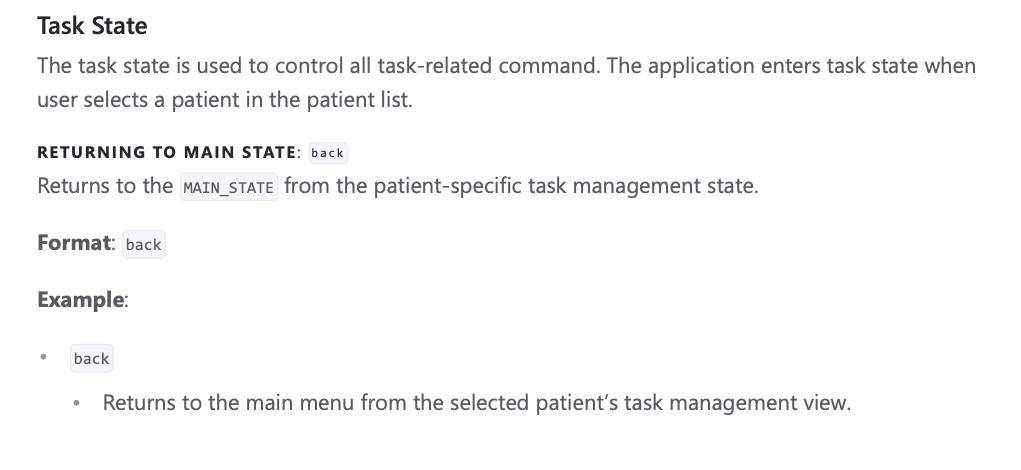 Task State
The task state is used to control all task-related command. The application enters task state when
user selects a patient in the patient list.
RETURNING TO MAIN STATE: back
Returns to the MAIN_STATE from the patient-specific task management state.
Format: back
Example:
• back
• Returns to the main menu from the selected patient’s task management view.